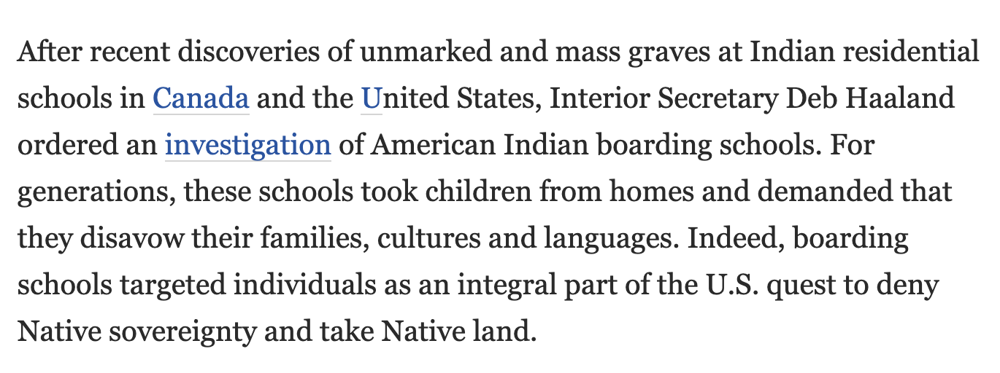 After recent discoveries of unmarked and mass graves at Indian residential
schools in Canada and the United States, Interior Secretary Deb Haaland
ordered an investigation of American Indian boarding schools. For
generations, these schools took children from homes and demanded that
they disavow their families, cultures and languages. Indeed, boarding
schools targeted individuals as an integral part of the U.S. quest to deny
Native sovereignty and take Native land.